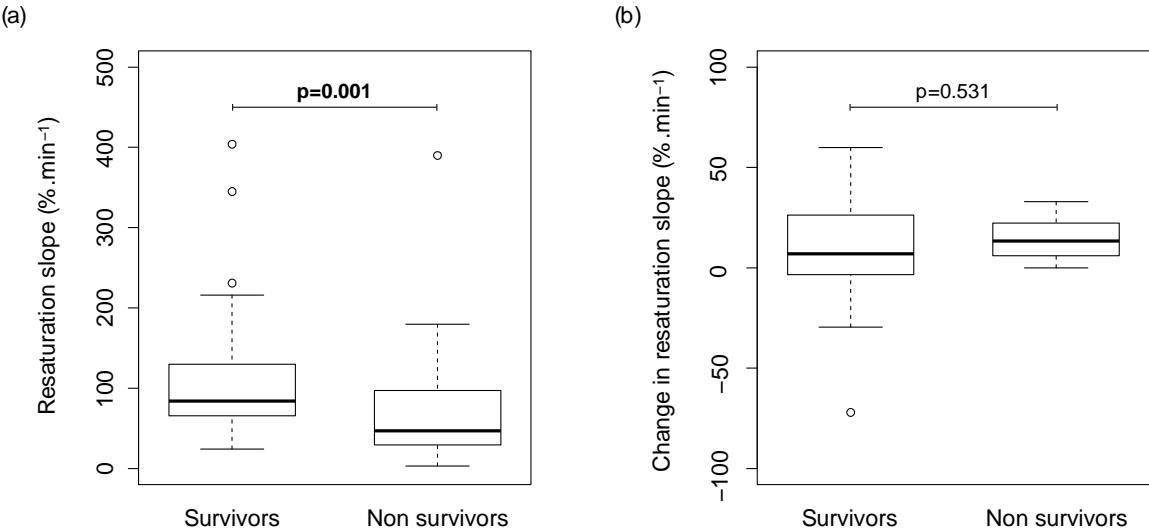 (a)
500
400
300
200
100
0
Resaturation slope (%.min⁻¹)
p=0.001
Survivors
Non survivors
(b)
100
50
0
−50
−100
Change in resaturation slope (%.min⁻¹)
p=0.531
Survivors
Non survivors